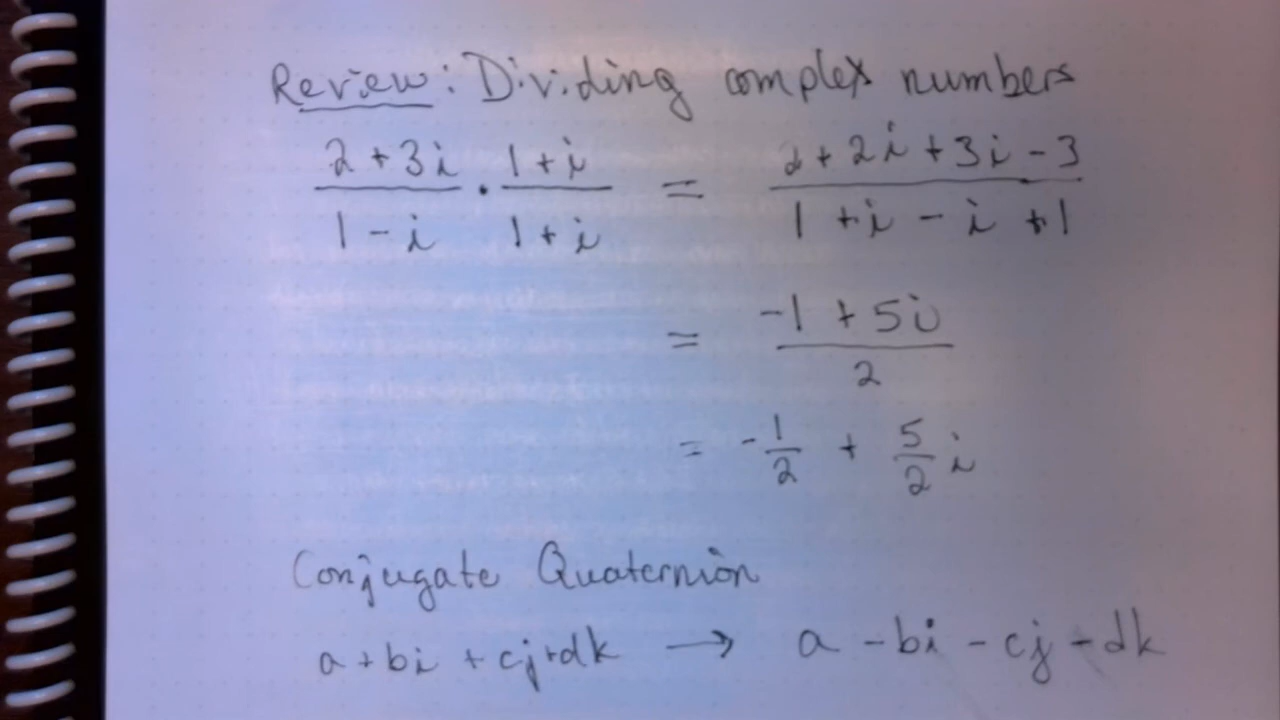 Review: Dividing complex numbers
(2 + 3i)/(1 - i) · (1 + i)/(1 + i) = (2 + 2i + 3i - 3)/(1 + i - i + 1)
= (-1 + 5i)/2
= -1/2 + 5/2 i
Conjugate Quaternion
a + bi + cj + dk → a - bi - cj - dk